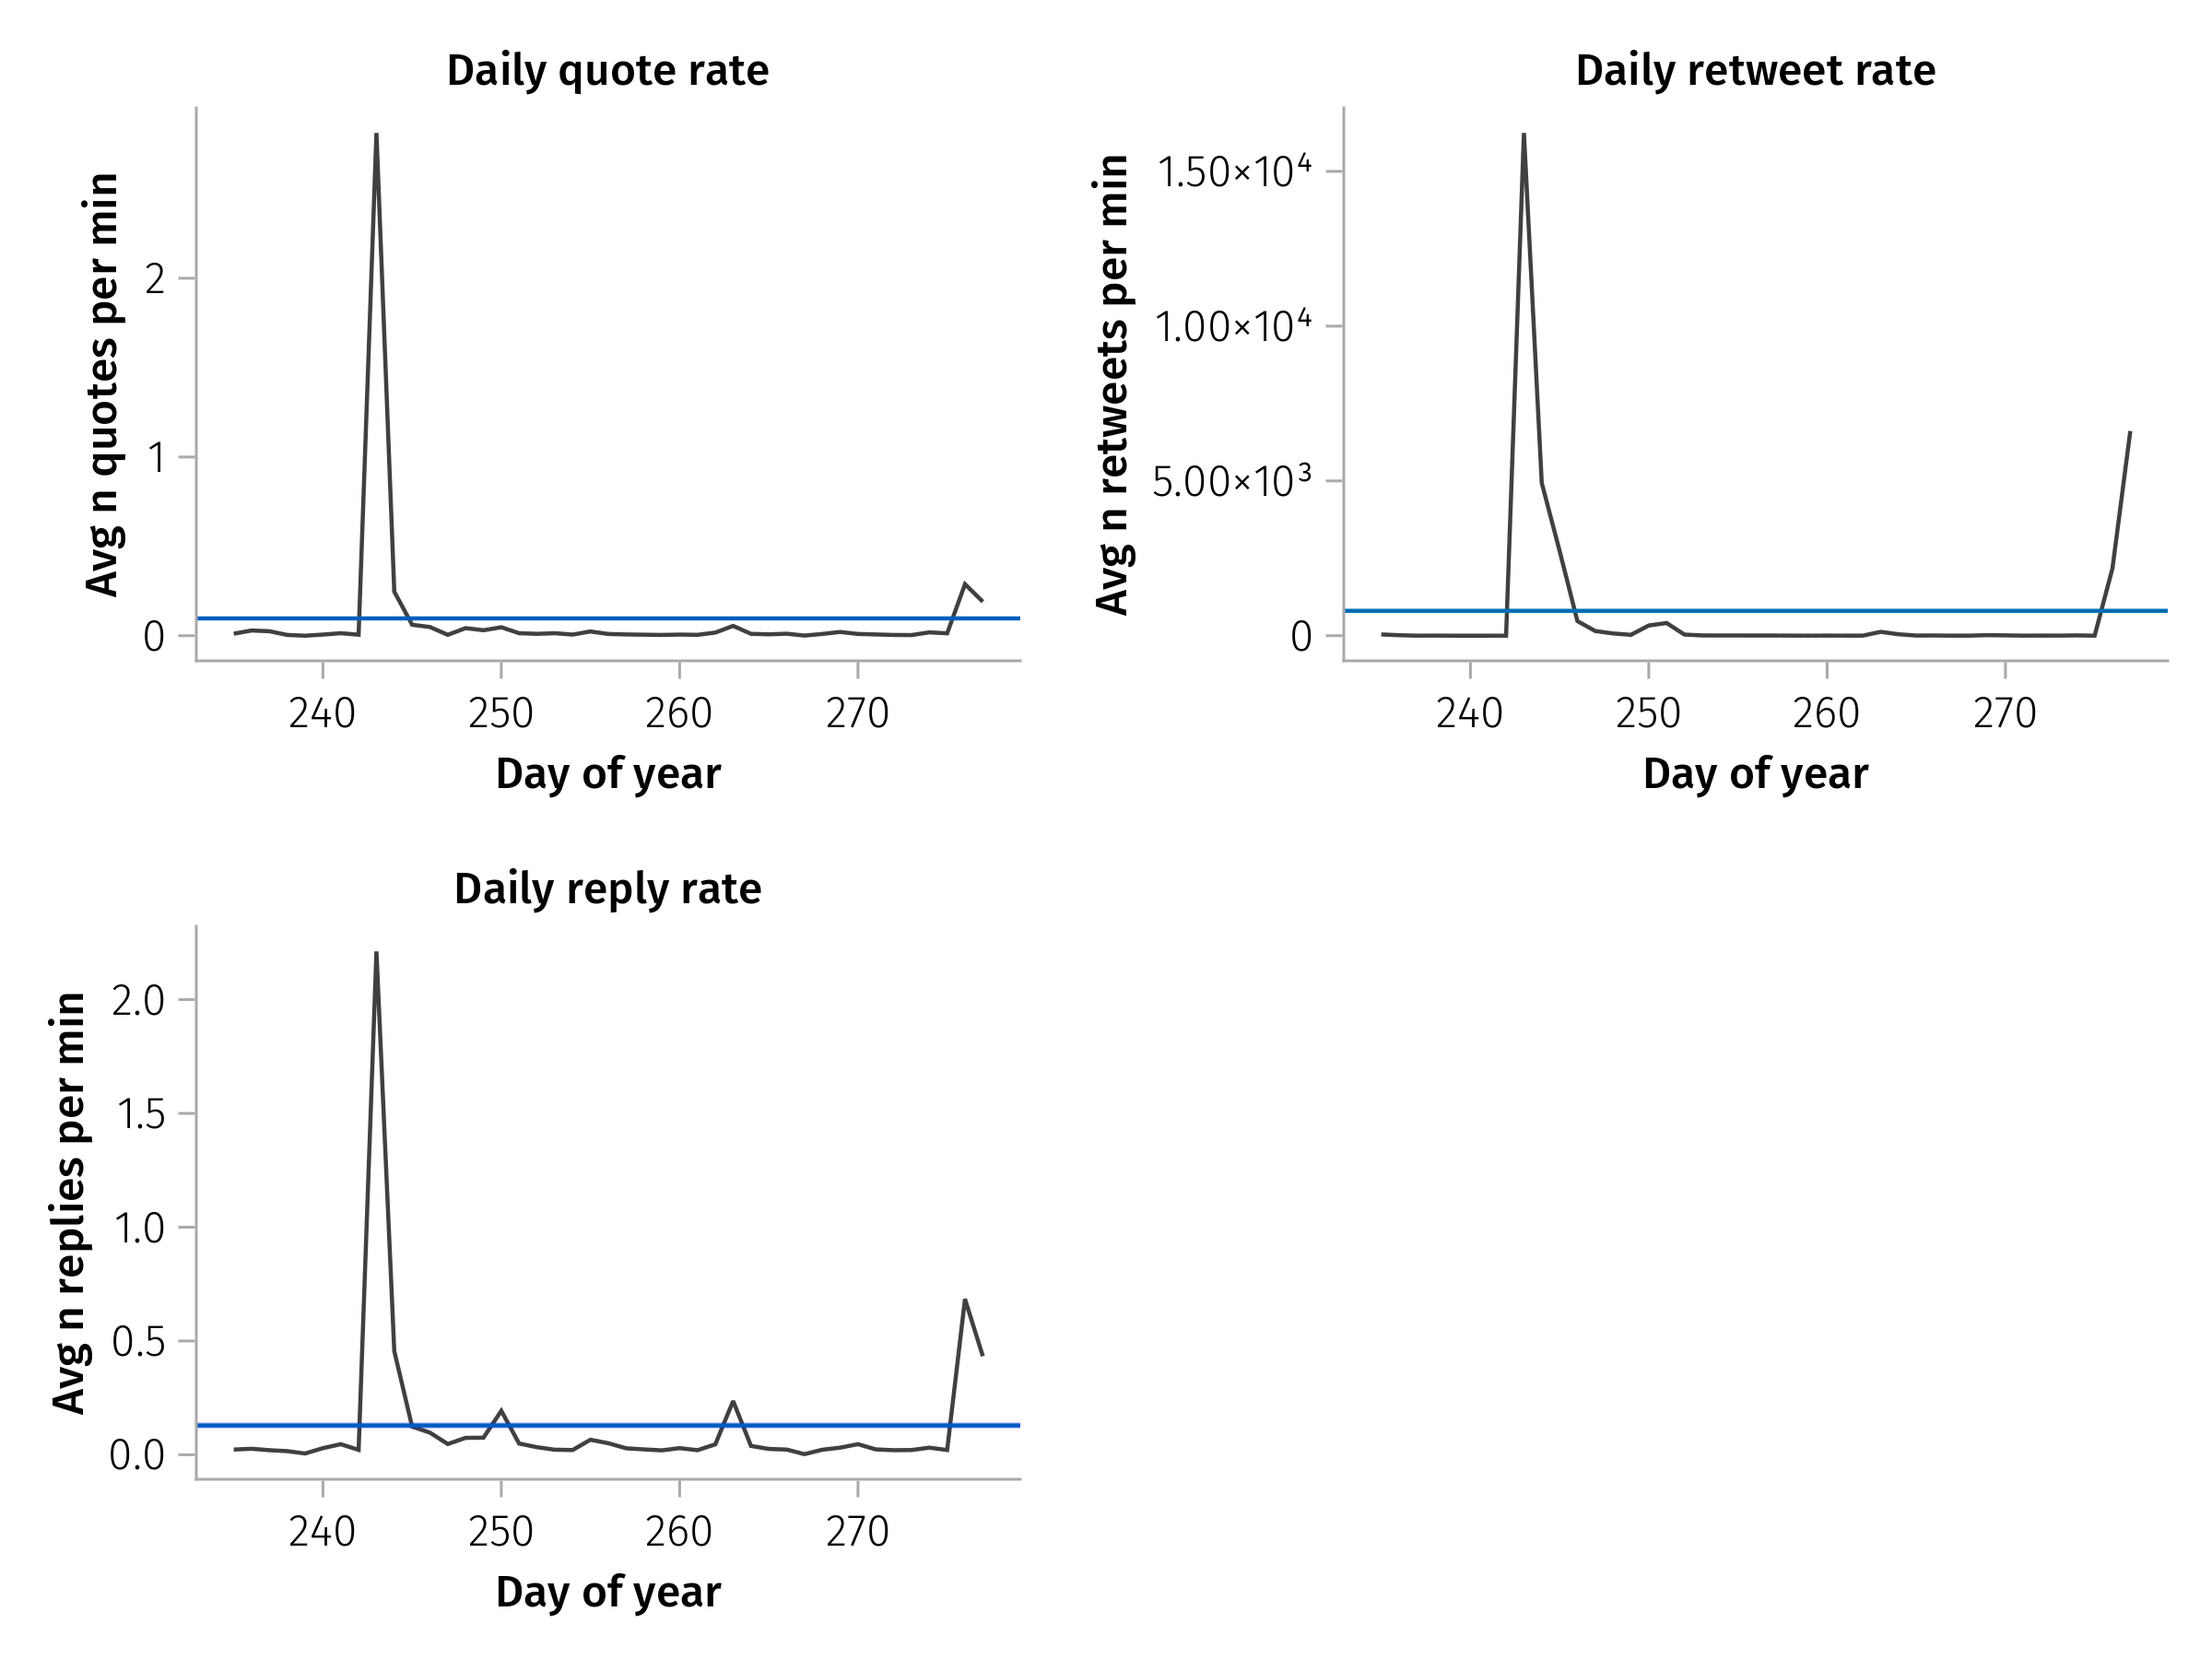 Daily quote rate
Avg n quotes per min
2
1
0
240 250 260 270
Day of year
Daily retweet rate
Avg n retweets per min
1.50×10⁴
1.00×10⁴
5.00×10³
0
240 250 260 270
Day of year
Daily reply rate
Avg n replies per min
2.0
1.5
1.0
0.5
0.0
240 250 260 270
Day of year